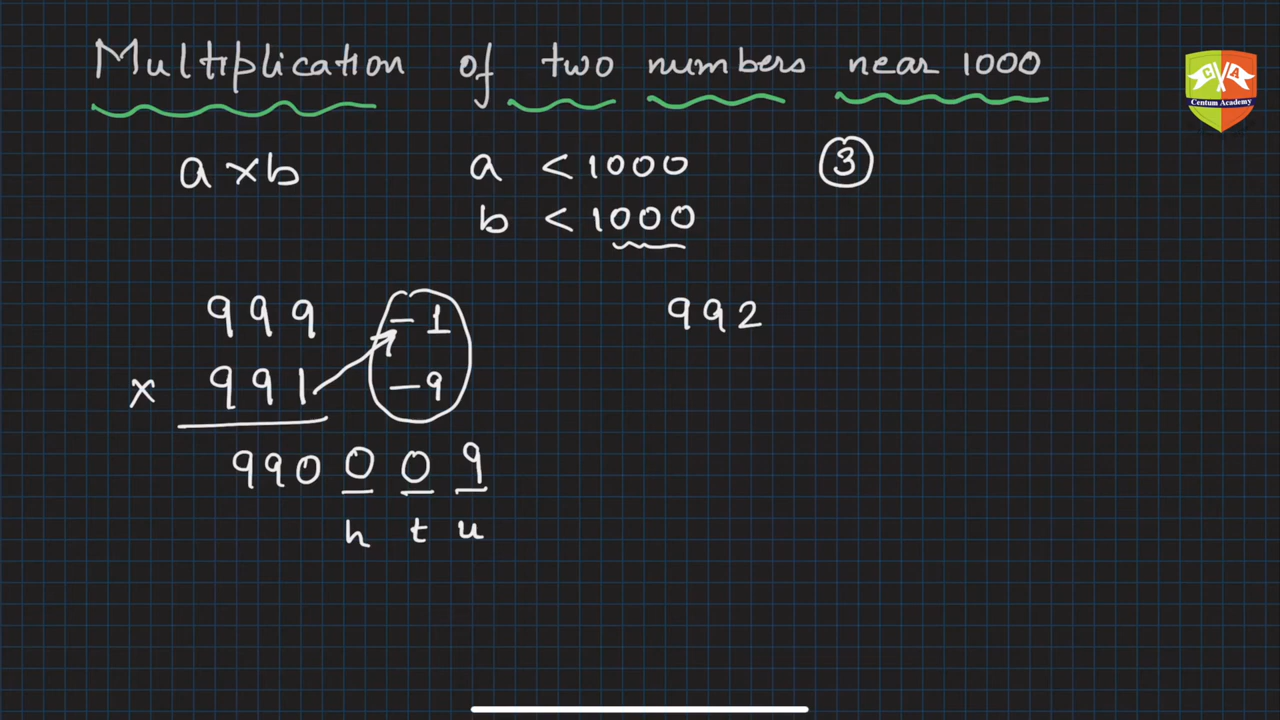 Multiplication of two numbers near 1000
C A
Centum Academy
a × b a < 1000 3
b < 1000
999 -1 992
× 991 -9
990 0 0 9
h t u